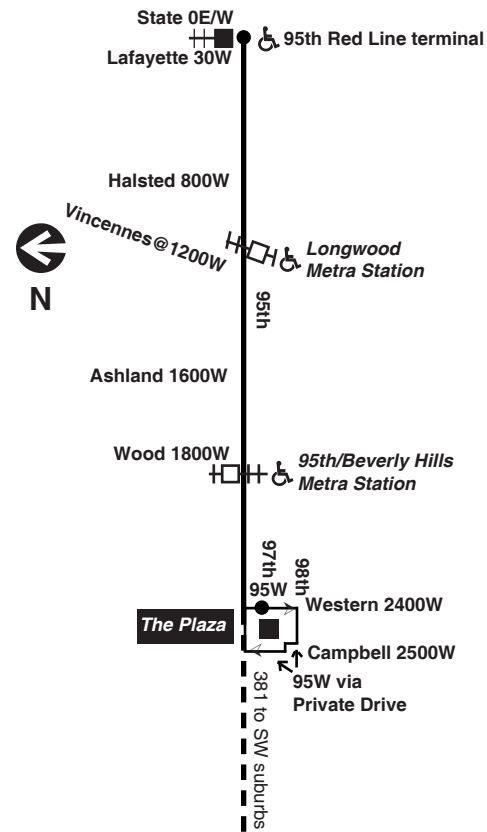 State 0E/W
95th Red Line terminal
Lafayette 30W
Halsted 800W
Vincennes@1200W
Longwood
Metra Station
N
95th
Ashland 1600W
Wood 1800W
95th/Beverly Hills
Metra Station
97th
98th
95W
Western 2400W
The Plaza
Campbell 2500W
95W via
Private Drive
381 to SW suburbs